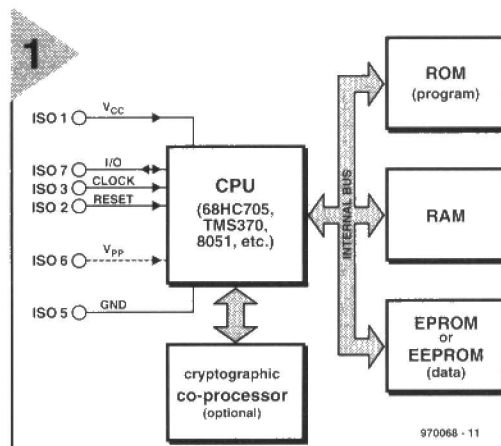 1
ISO 1
VCC
ISO 7
I/O
ISO 3
CLOCK
ISO 2
RESET
ISO 6
VPP
ISO 5
GND
CPU
(68HC705,
TMS370,
8051, etc.)
cryptographic
co-processor
(optional)
INTERNAL BUS
ROM
(program)
RAM
EPROM
or
EEPROM
(data)
970068 - 11